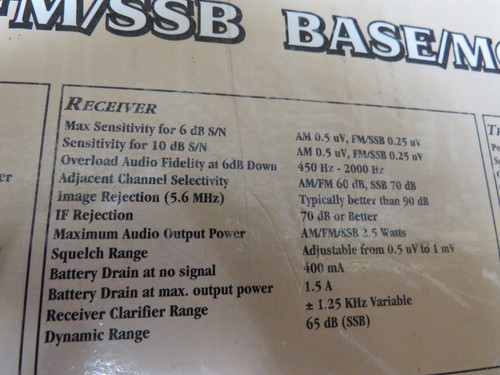 FM/SSB BASE/MO
RECEIVER
Max Sensitivity for 6 dB S/N AM 0.5 uV, FM/SSB 0.25 uV
Sensitivity for 10 dB S/N AM 0.5 uV, FM/SSB 0.25 uV
Overload Audio Fidelity at 6dB Down 450 Hz - 2000 Hz
Adjacent Channel Selectivity AM/FM 60 dB, SSB 70 dB
Image Rejection (5.6 MHz) Typically better than 90 dB
IF Rejection 70 dB or Better
Maximum Audio Output Power AM/FM/SSB 2.5 Watts
Squelch Range Adjustable from 0.5 uV to 1 mV
Battery Drain at no signal 400 mA
Battery Drain at max. output power 1.5 A
Receiver Clarifier Range ± 1.25 KHz Variable
Dynamic Range 65 dB (SSB)